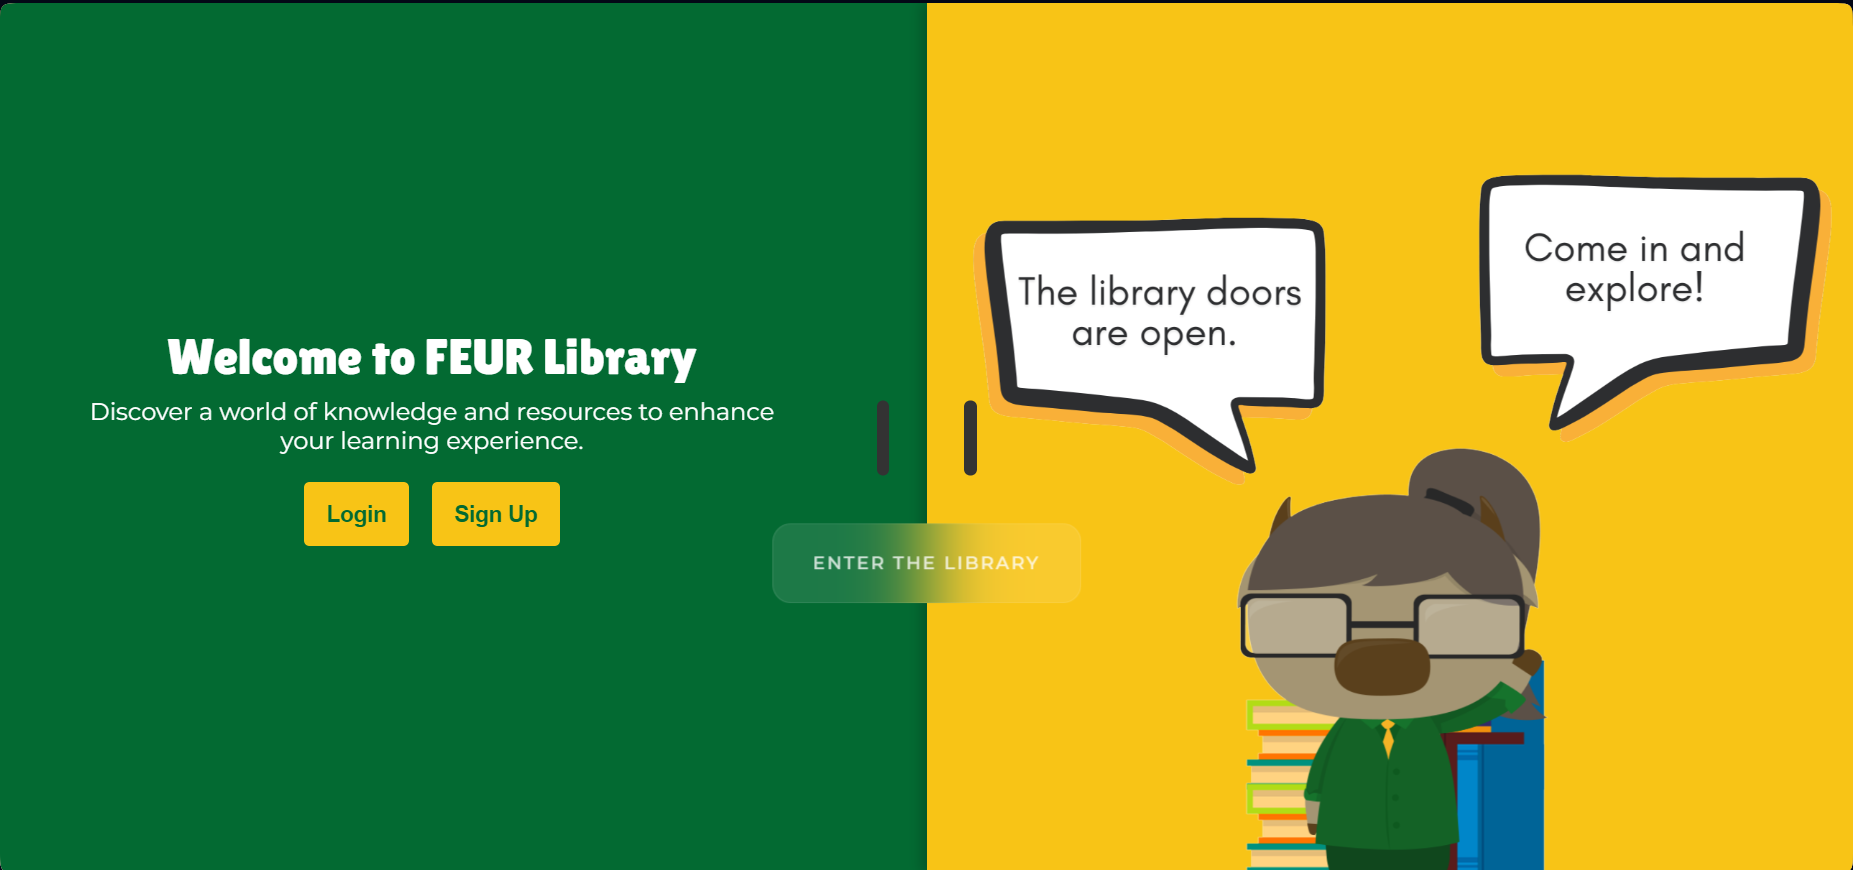 Welcome to FEUR Library
Discover a world of knowledge and resources to enhance
your learning experience.
Login
Sign Up
ENTER THE LIBRARY
The library doors
are open.
Come in and
explore!